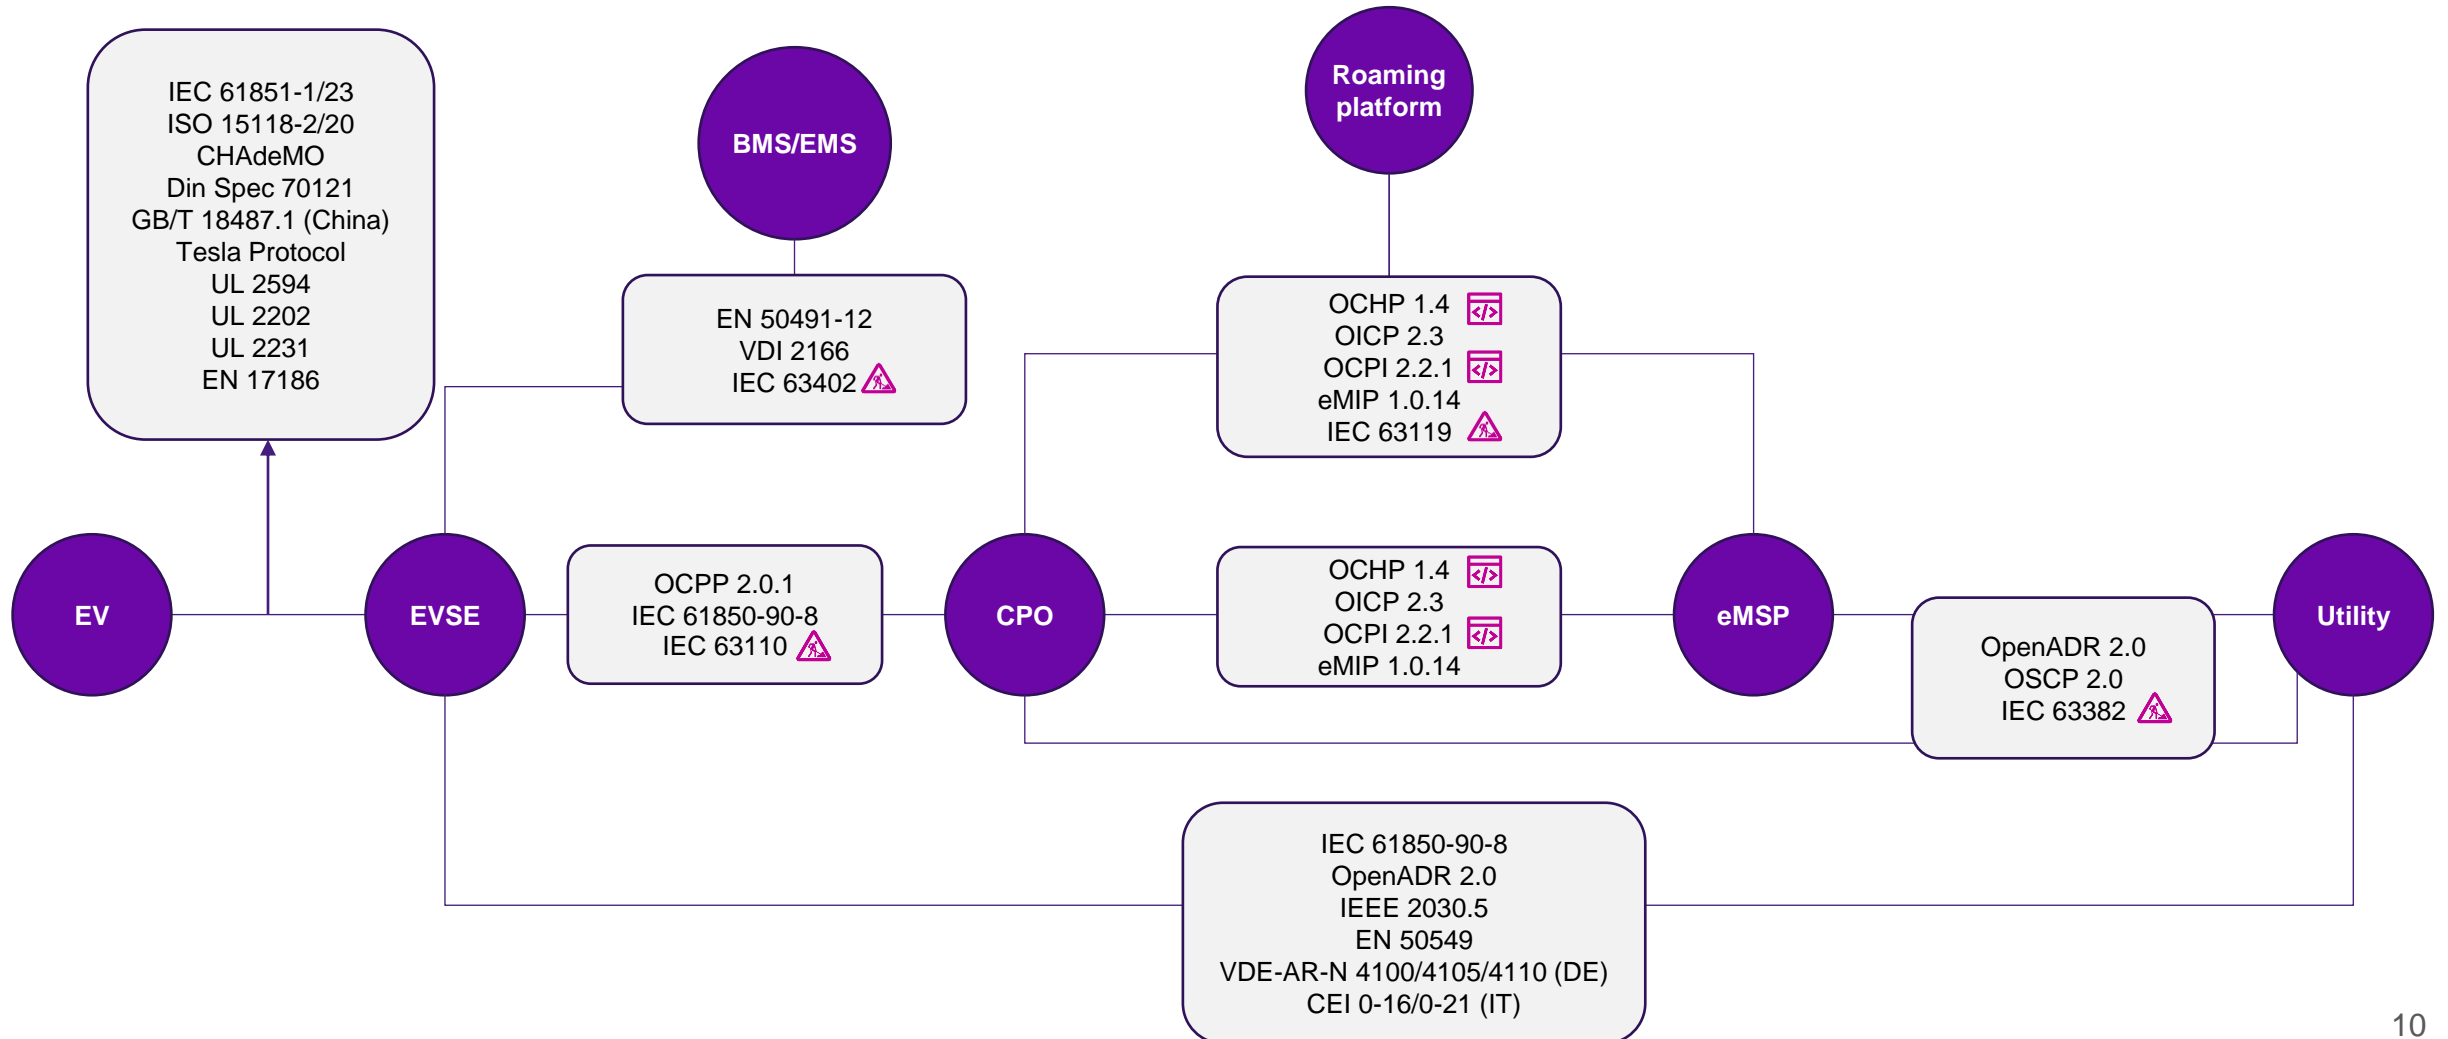 IEC 61851-1/23
ISO 15118-2/20
CHAdeMO
Din Spec 70121
GB/T 18487.1 (China)
Tesla Protocol
UL 2594
UL 2202
UL 2231
EN 17186
BMS/EMS
Roaming
platform
EN 50491-12
VDI 2166
IEC 63402
OCHP 1.4
OICP 2.3
OCPI 2.2.1
eMIP 1.0.14
IEC 63119
EV
EVSE
OCPP 2.0.1
IEC 61850-90-8
IEC 63110
CPO
OCHP 1.4
OICP 2.3
OCPI 2.2.1
eMIP 1.0.14
eMSP
OpenADR 2.0
OSCP 2.0
IEC 63382
Utility
IEC 61850-90-8
OpenADR 2.0
IEEE 2030.5
EN 50549
VDE-AR-N 4100/4105/4110 (DE)
CEI 0-16/0-21 (IT)
10